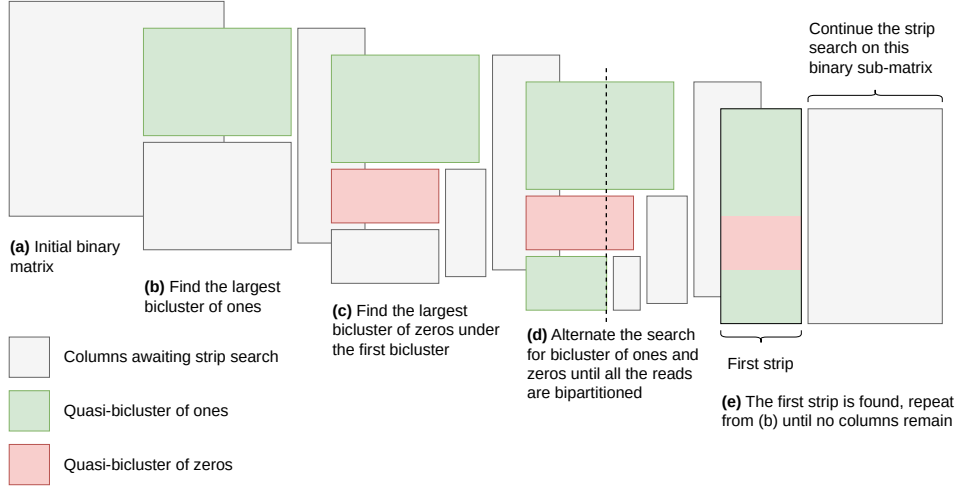 Continue the strip
search on this
binary sub-matrix
(a) Initial binary
matrix
(b) Find the largest
bicluster of ones
(c) Find the largest
bicluster of zeros under
the first bicluster
(d) Alternate the search
for bicluster of ones and
zeros until all the reads
are bipartitioned
First strip
(e) The first strip is found, repeat
from (b) until no columns remain
Columns awaiting strip search
Quasi-bicluster of ones
Quasi-bicluster of zeros